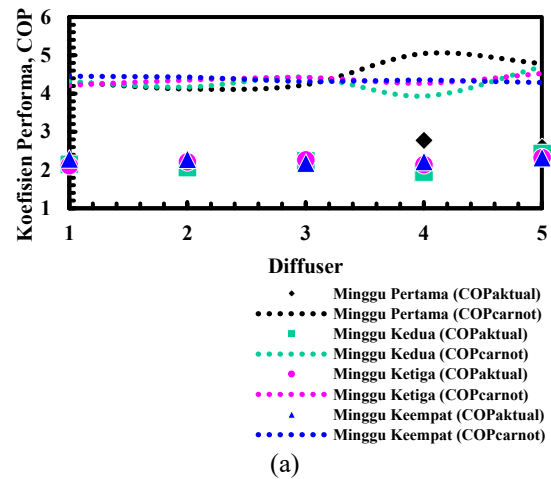 Koefisien Performa, COP
6
5
4
3
2
1
1 2 3 4 5
Diffuser
Minggu Pertama (COPaktual)
Minggu Pertama (COPcarnot)
Minggu Kedua (COPaktual)
Minggu Kedua (COPcarnot)
Minggu Ketiga (COPaktual)
Minggu Ketiga (COPcarnot)
Minggu Keempat (COPaktual)
Minggu Keempat (COPcarnot)
(a)